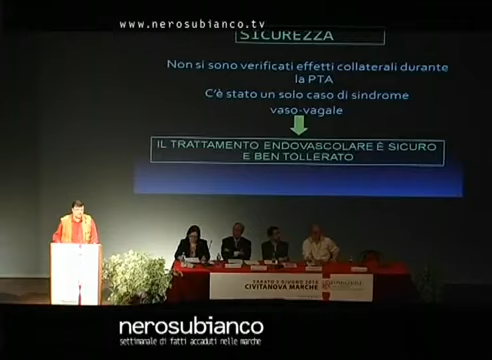 www.nerosubianco.tv
SICUREZZA
Non si sono verificati effetti collaterali durante
la PTA
C'è stato un solo caso di sindrome
vaso-vagale
IL TRATTAMENTO ENDOVASCOLARE È SICURO
E BEN TOLLERATO
CIVITANOVA MARCHE
nerosubianco
settimanale di fatti accaduti nelle marche